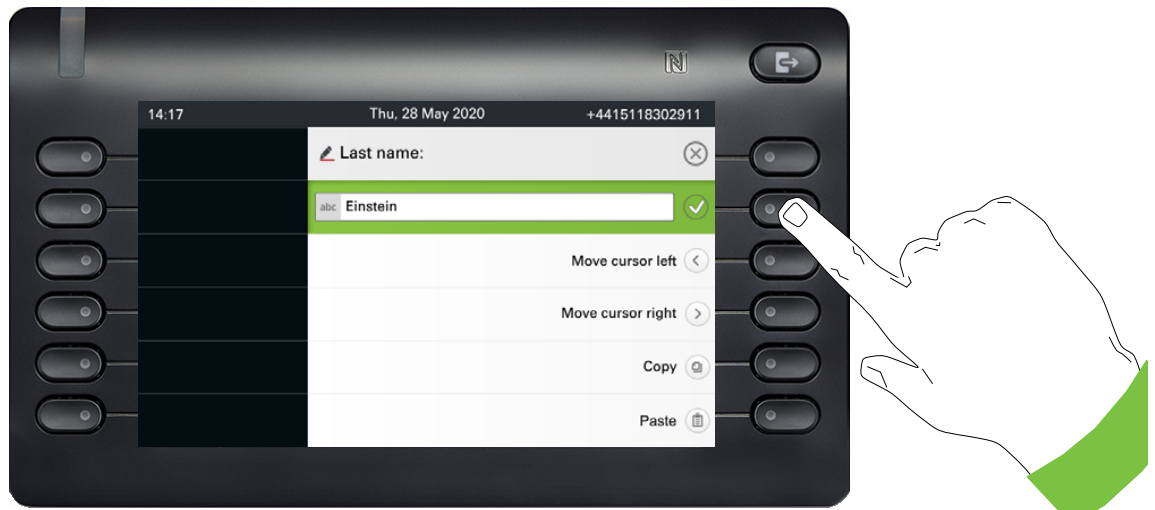 14:17 Thu, 28 May 2020 +4415118302911
Last name:
abc Einstein
Move cursor left
Move cursor right
Copy
Paste